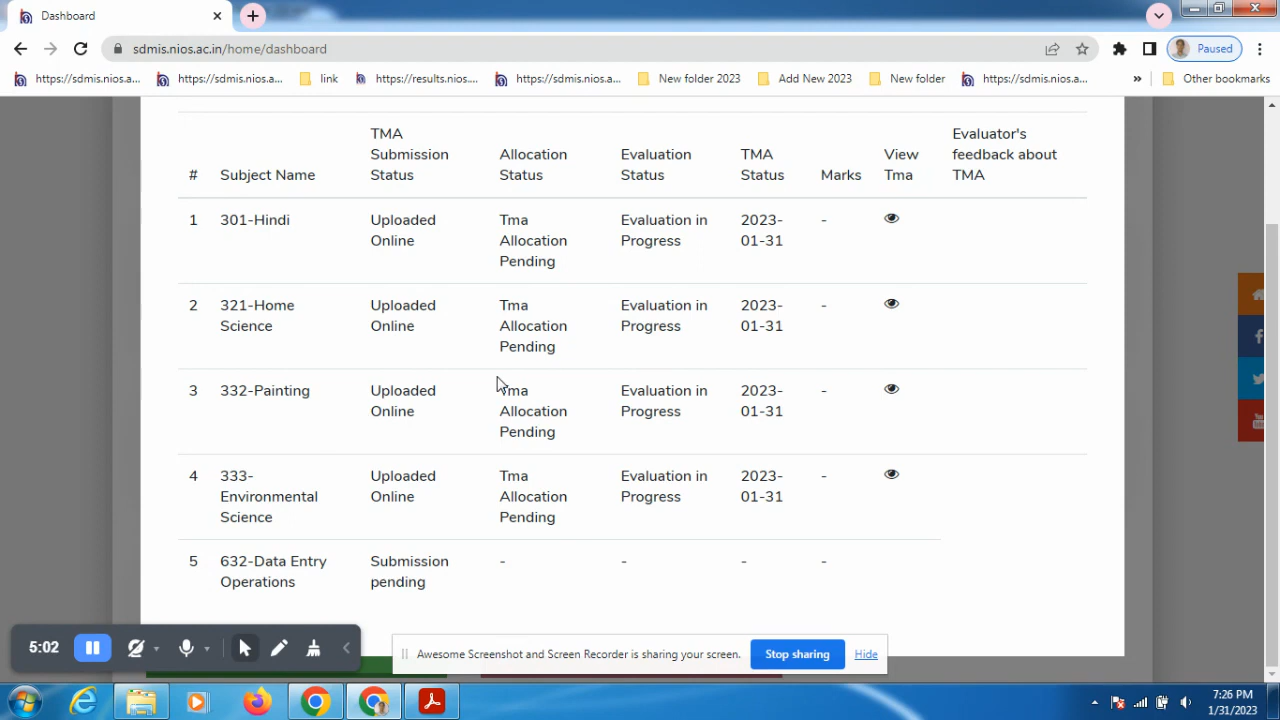 Dashboard
sdmis.nios.ac.in/home/dashboard
Paused
https://sdmis.nios.a...
https://sdmis.nios.a...
link
https://results.nios....
https://sdmis.nios.a...
New folder 2023
Add New 2023
New folder
https://sdmis.nios.a...
»
Other bookmarks
# Subject Name
TMA
Submission
Status
Allocation
Status
Evaluation
Status
TMA
Status
Marks
View
Tma
Evaluator's
feedback about
TMA
1 301-Hindi
Uploaded
Online
Tma
Allocation
Pending
Evaluation in
Progress
2023-
01-31
-
2 321-Home
Science
Uploaded
Online
Tma
Allocation
Pending
Evaluation in
Progress
2023-
01-31
-
3 332-Painting
Uploaded
Online
Tma
Allocation
Pending
Evaluation in
Progress
2023-
01-31
-
4 333-
Environmental
Science
Uploaded
Online
Tma
Allocation
Pending
Evaluation in
Progress
2023-
01-31
-
5 632-Data Entry
Operations
Submission
pending
-
-
-
-
5:02
Awesome Screenshot and Screen Recorder is sharing your screen.
Stop sharing
Hide
7:26 PM
1/31/2023